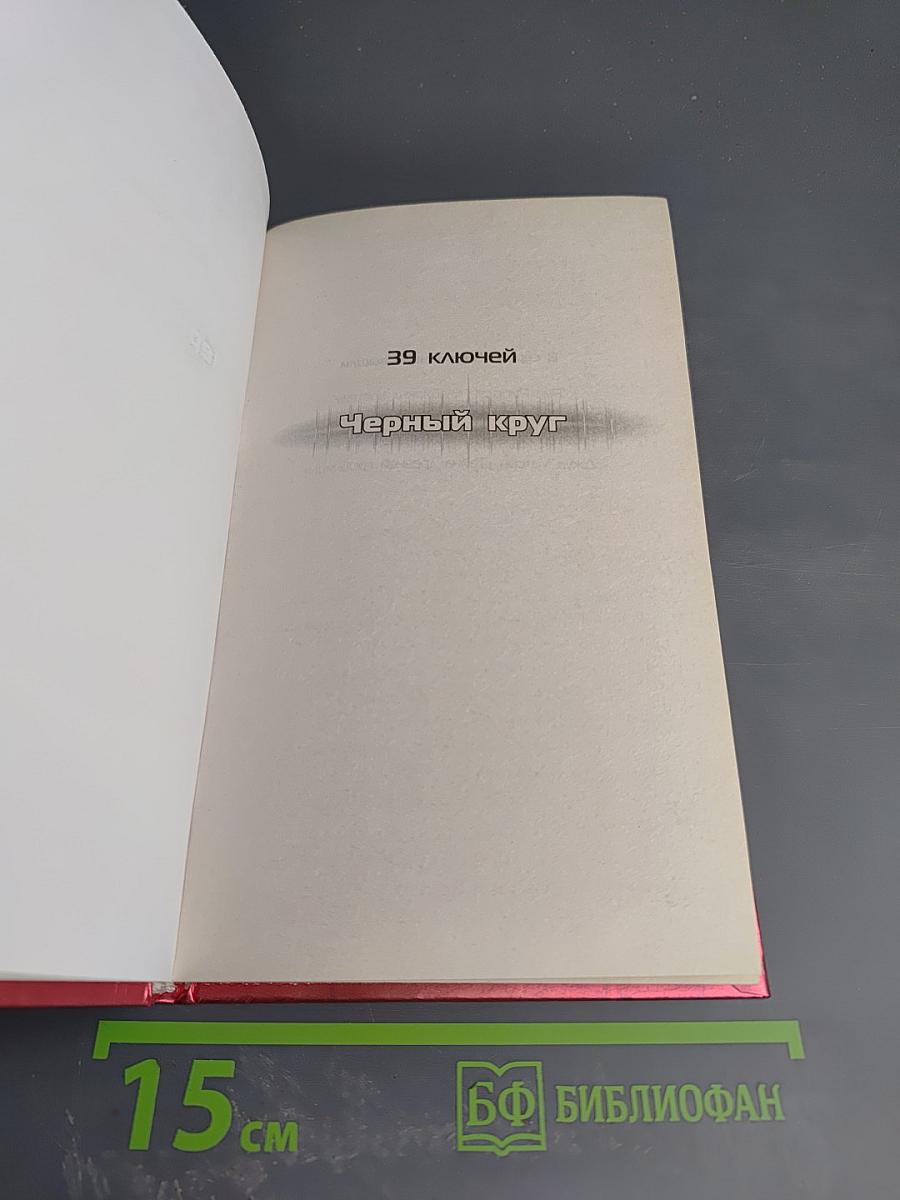 39 ключей
Черный круг
15 см
БФ БИБЛИОФАН